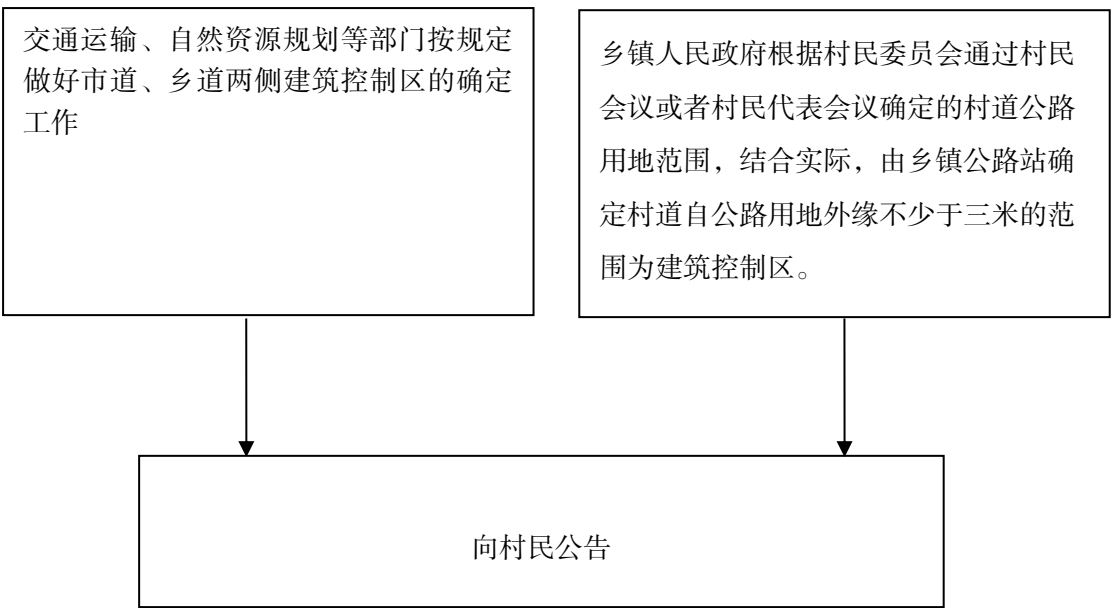 交通运输、自然资源规划等部门按规定
做好市道、乡道两侧建筑控制区的确定
工作
乡镇人民政府根据村民委员会通过村民
会议或者村民代表会议确定的村道公路
用地范围，结合实际，由乡镇公路站确
定村道自公路用地外缘不少于三米的范
围为建筑控制区。
向村民公告